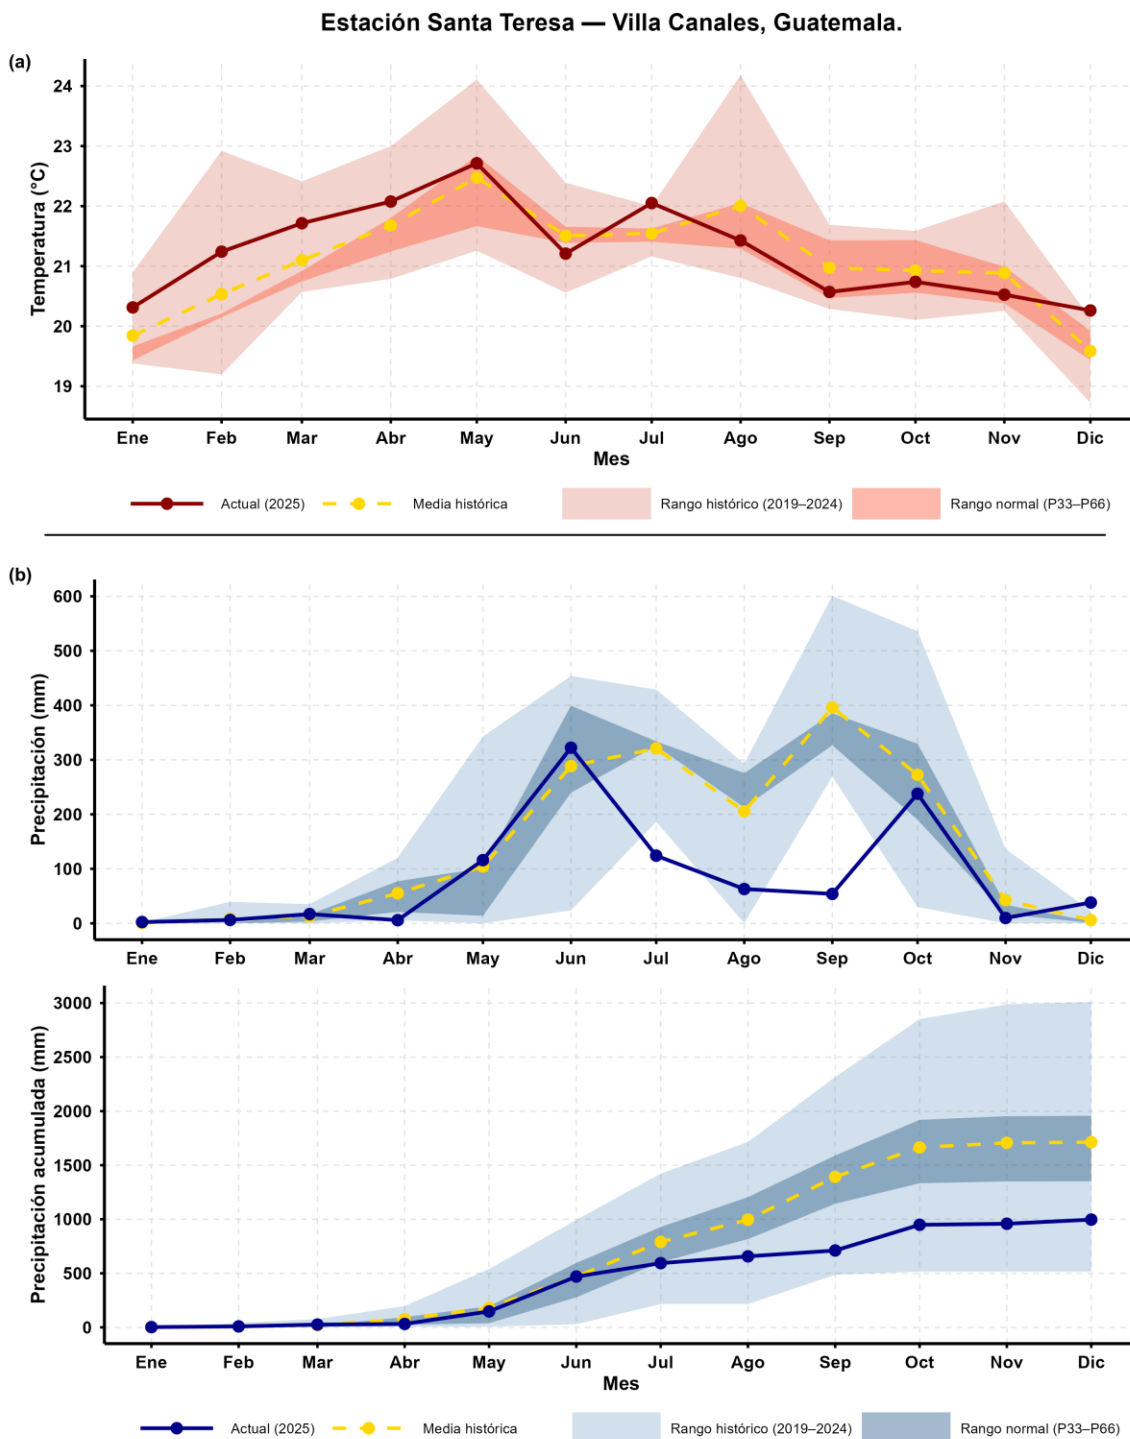 Estación Santa Teresa — Villa Canales, Guatemala.
(a)
Temperatura (°C)
24
23
22
21
20
19
Ene Feb Mar Abr May Jun Jul Ago Sep Oct Nov Dic
Mes
Actual (2025) Media histórica Rango histórico (2019–2024) Rango normal (P33–P66)
(b)
Precipitación (mm)
600
500
400
300
200
100
0
Ene Feb Mar Abr May Jun Jul Ago Sep Oct Nov Dic
Precipitación acumulada (mm)
3000
2500
2000
1500
1000
500
0
Ene Feb Mar Abr May Jun Jul Ago Sep Oct Nov Dic
Mes
Actual (2025) Media histórica Rango histórico (2019–2024) Rango normal (P33–P66)